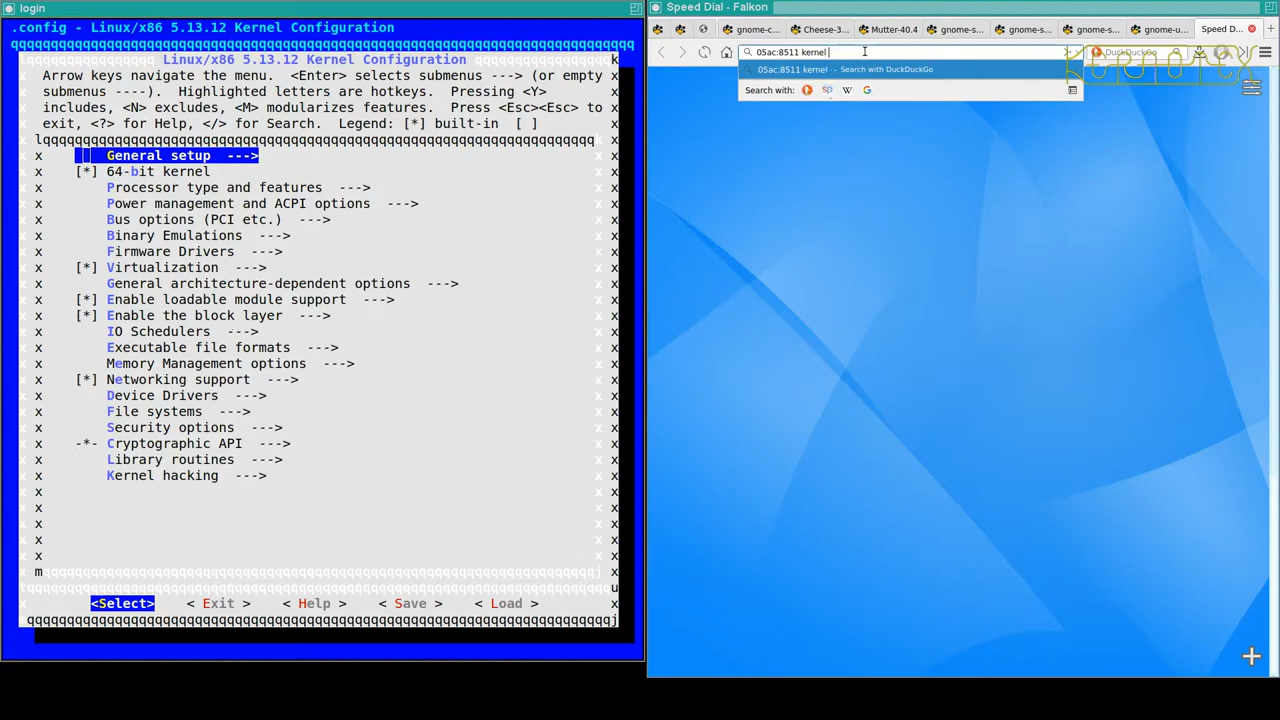 login
.config - Linux/x86 5.13.12 Kernel Configuration
qqqqqqqqqqqqqqqqqqqqqqqqqqqqqqqqqqqqqqqqqqqqqqqqqqqqqqqqqqqqqqqqqqqqqqqqqqqqqq
Linux/x86 5.13.12 Kernel Configuration
Arrow keys navigate the menu. <Enter> selects submenus ---> (or empty
submenus ----). Highlighted letters are hotkeys. Pressing <Y>
includes, <N> excludes, <M> modularizes features. Press <Esc><Esc> to
exit, <?> for Help, </> for Search. Legend: [*] built-in [ ]
General setup --->
[*] 64-bit kernel
Processor type and features --->
Power management and ACPI options --->
Bus options (PCI etc.) --->
Binary Emulations --->
Firmware Drivers --->
[*] Virtualization --->
General architecture-dependent options --->
[*] Enable loadable module support --->
[*] Enable the block layer --->
IO Schedulers --->
Executable file formats --->
Memory Management options --->
[*] Networking support --->
Device Drivers --->
File systems --->
Security options --->
-*- Cryptographic API --->
Library routines --->
Kernel hacking --->
<Select> < Exit > < Help > < Save > < Load >
Speed Dial - Falkon
gnome-c... Cheese-3... Mutter-40.4 gnome-s... gnome-s... gnome-s... gnome-u... Speed D...
05ac:8511 kernel
DuckDuckGo
05ac:8511 kernel - - Search with DuckDuckGo
Search with: sp W G
KERNOTEX